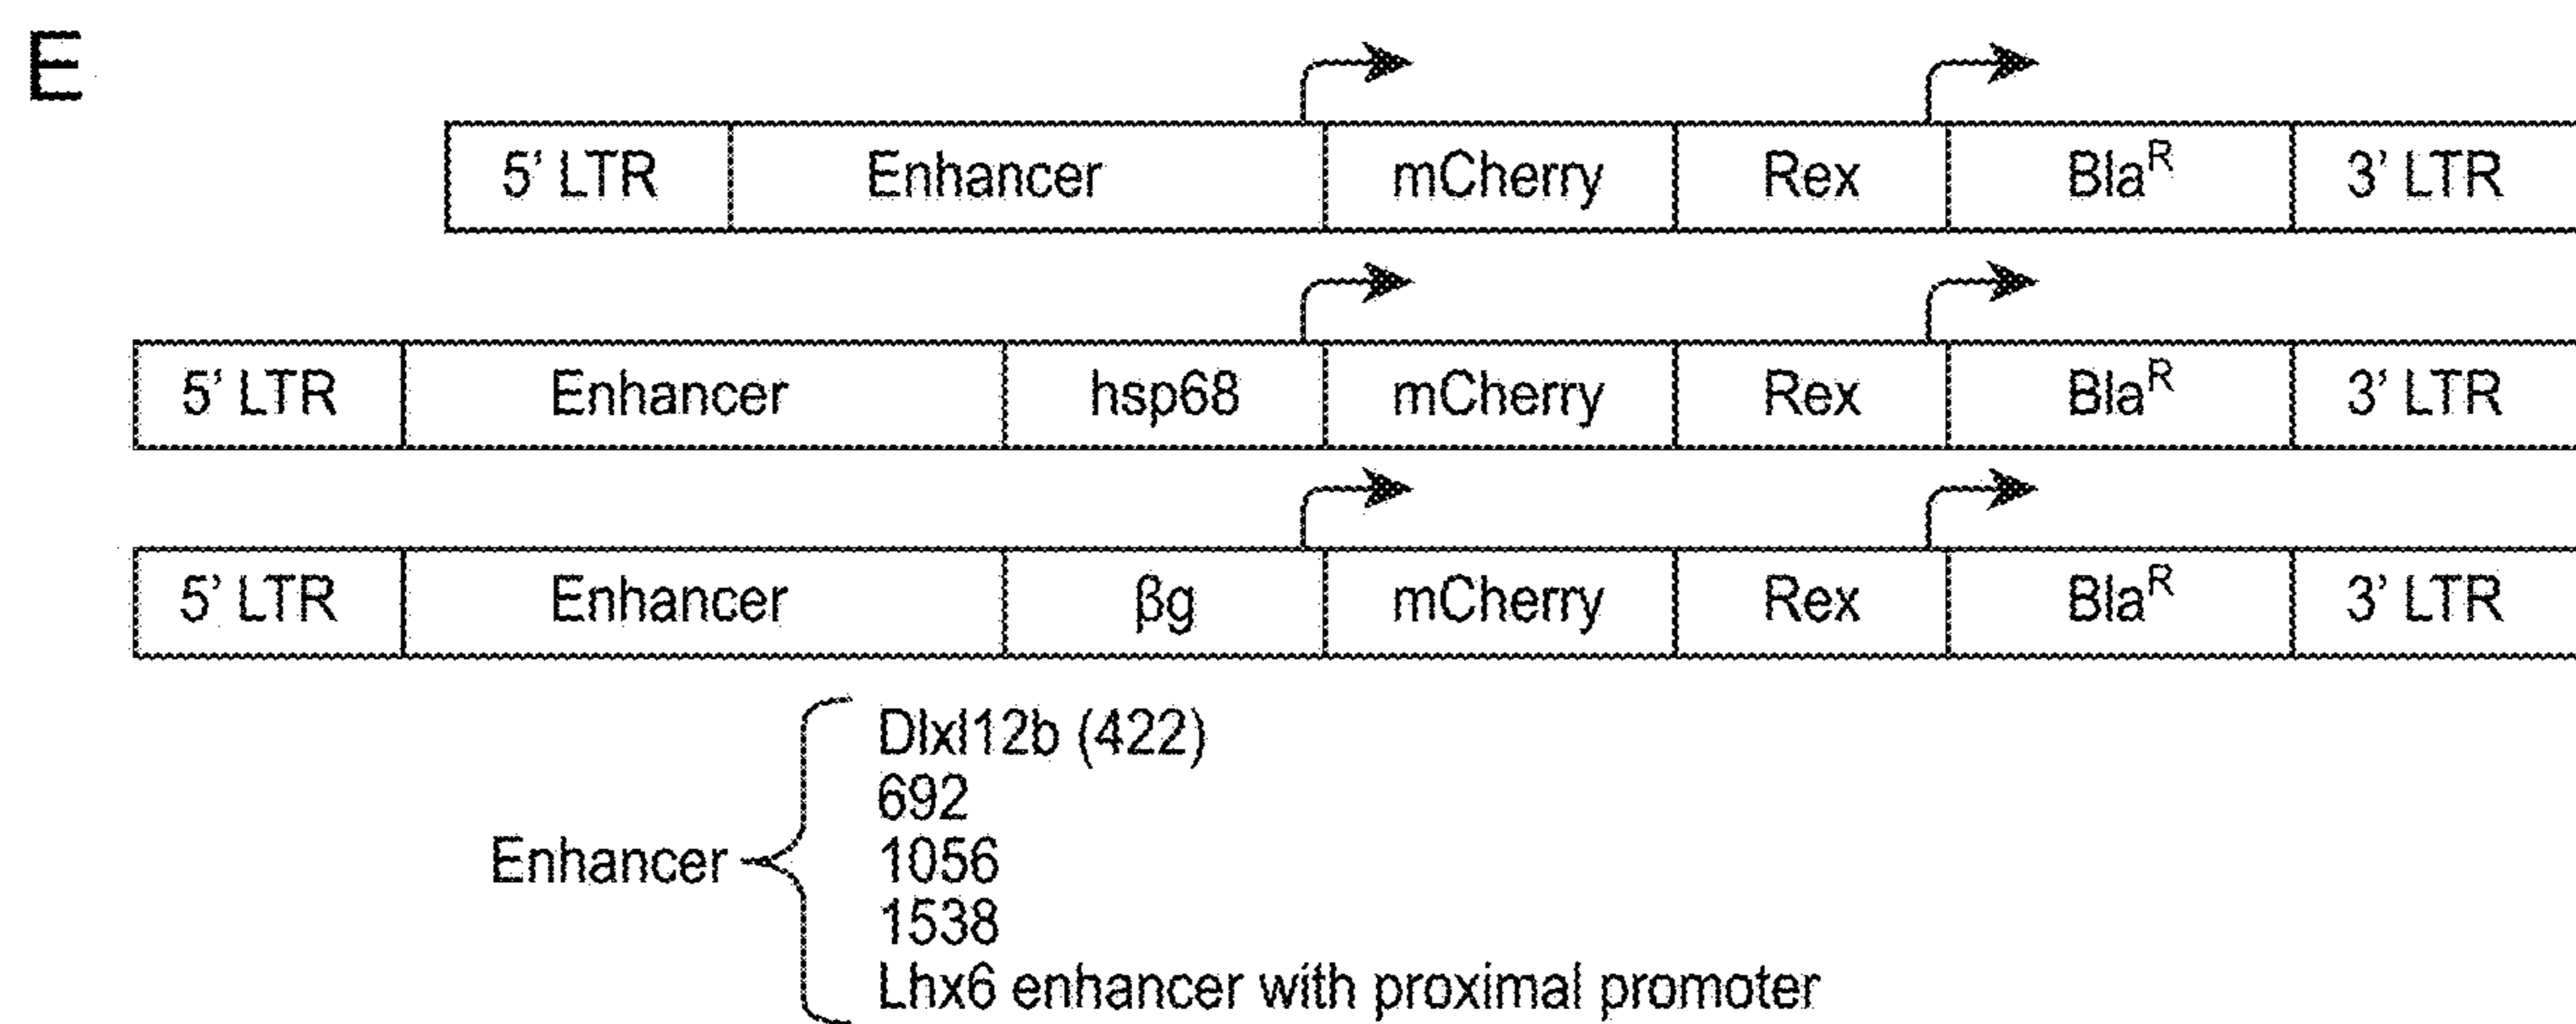 E
5' LTR Enhancer mCherry Rex Bla^R 3' LTR
5' LTR Enhancer hsp68 mCherry Rex Bla^R 3' LTR
5' LTR Enhancer βg mCherry Rex Bla^R 3' LTR
Dlxl12b (422)
692
Enhancer 1056
1538
Lhx6 enhancer with proximal promoter